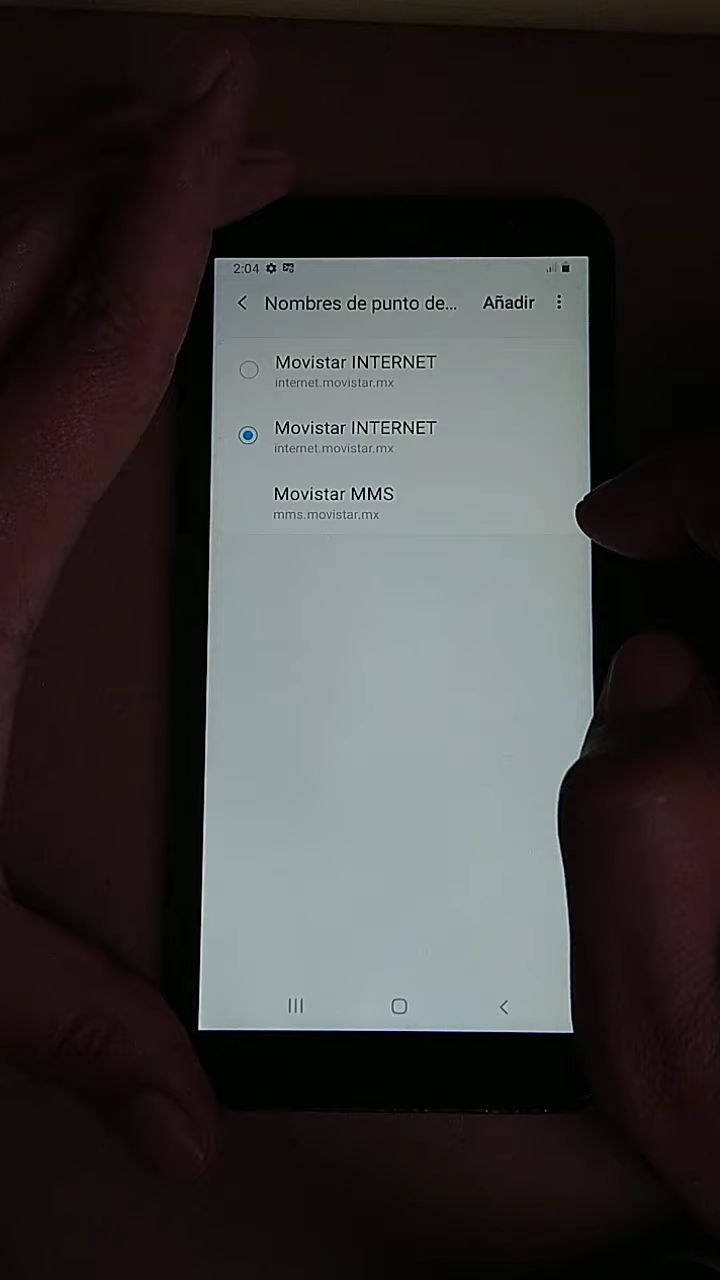 2:04
Nombres de punto de... Añadir
Movistar INTERNET
internet.movistar.mx
Movistar INTERNET
internet.movistar.mx
Movistar MMS
mms.movistar.mx